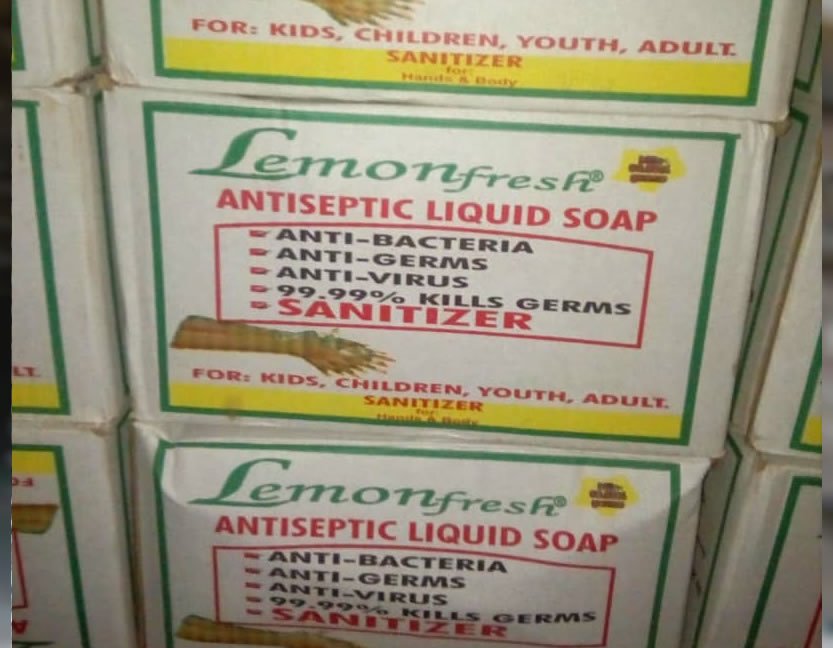 FOR: KIDS, CHILDREN, YOUTH, ADULT.
SANITIZER
for:
Hands & Body
Lemonfresh®
ANTISEPTIC LIQUID SOAP
ANTI-BACTERIA
ANTI-GERMS
ANTI-VIRUS
99.99% KILLS GERMS
SANITIZER
FOR: KIDS, CHILDREN, YOUTH, ADULT.
SANITIZER
for:
Hands & Body
LT.
Lemonfresh®
ANTISEPTIC LIQUID SOAP
ANTI-BACTERIA
ANTI-GERMS
ANTI-VIRUS
99.99% KILLS GERMS
SANITIZER